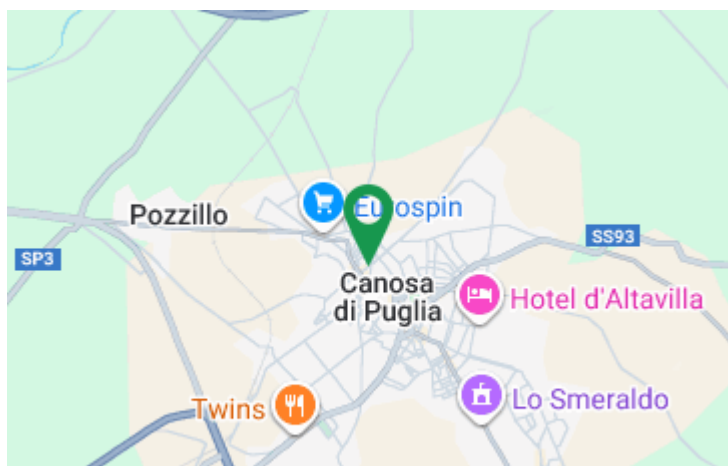 Pozzillo
Eurospin
SS93
SP3
Canosa
di Puglia
Hotel d'Altavilla
Twins
Lo Smeraldo